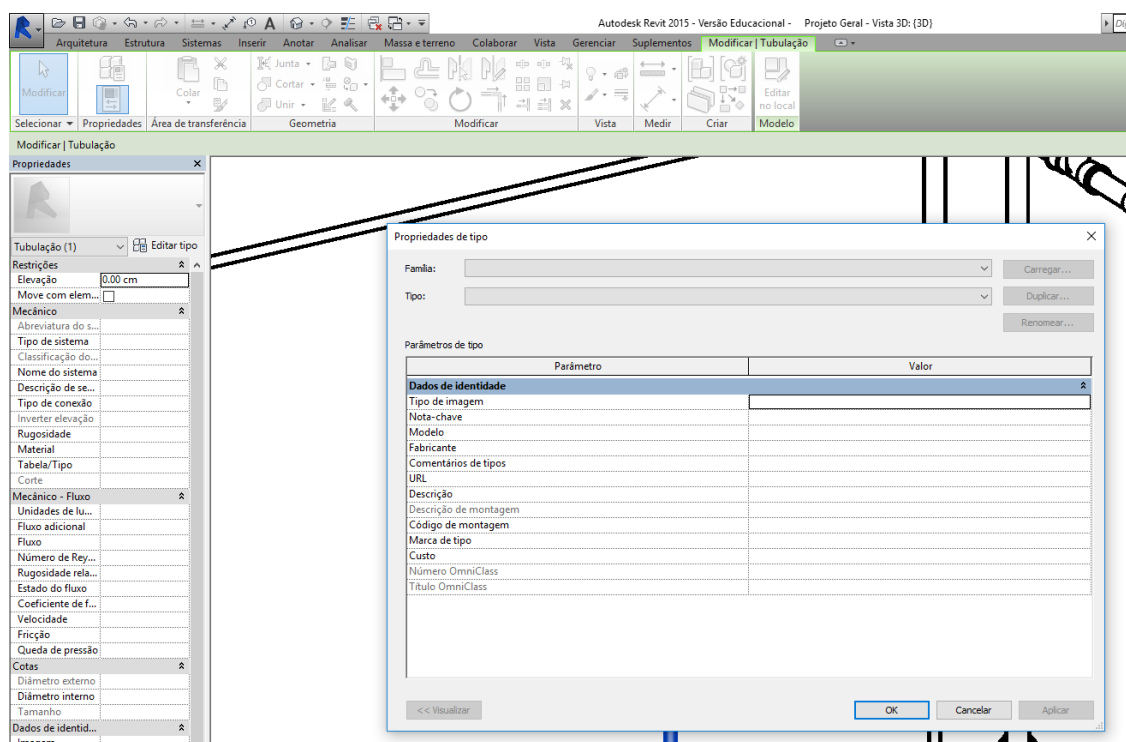 Autodesk Revit 2015 - Versão Educacional - Projeto Geral - Vista 3D: {3D}
Arquitetura Estrutura Sistemas Inserir Anotar Analisar Massa e terreno Colaborar Vista Gerenciar Suplementos Modificar | Tubulação
Modificar
Colar
Junta
Cortar
Unir
Editar no local
Selecionar Propriedades Área de transferência Geometria Modificar Vista Medir Criar Modelo
Modificar | Tubulação
Propriedades
Tubulação (1) Editar tipo
Restrições
Elevação 0.00 cm
Move com elem...
Mecânico
Abreviatura do s...
Tipo de sistema
Classificação do...
Nome do sistema
Descrição de se...
Tipo de conexão
Inverter elevação
Rugosidade
Material
Tabela/Tipo
Corte
Mecânico - Fluxo
Unidades de lu...
Fluxo adicional
Fluxo
Número de Rey...
Rugosidade rela...
Estado do fluxo
Coeficiente de f...
Velocidade
Fricção
Queda de pressão
Cotas
Diâmetro externo
Diâmetro interno
Tamanho
Dados de identid...
Propriedades de tipo
Família: Carregar...
Tipo: Duplicar...
Renomear...
Parâmetros de tipo
Parâmetro Valor
Dados de identidade
Tipo de imagem
Nota-chave
Modelo
Fabricante
Comentários de tipos
URL
Descrição
Descrição de montagem
Código de montagem
Marca de tipo
Custo
Número OmniClass
Título OmniClass
<< Visualizar OK Cancelar Aplicar